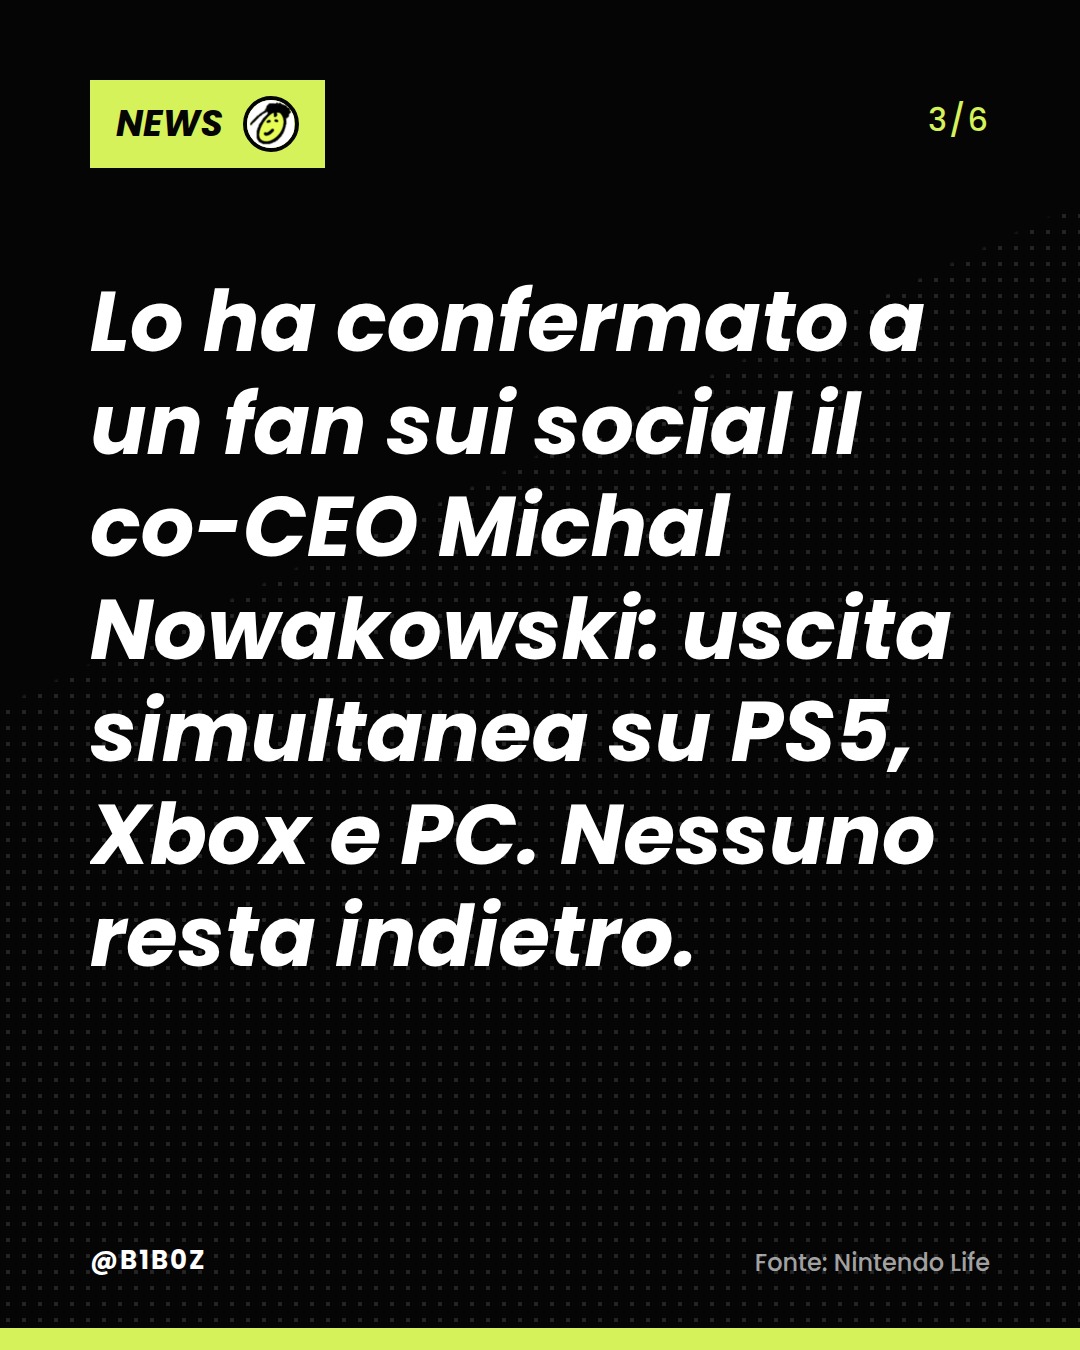 NEWS
3/6
Lo ha confermato a
un fan sui social il
co-CEO Michal
Nowakowski: uscita
simultanea su PS5,
Xbox e PC. Nessuno
resta indietro.
@B1B0Z
Fonte: Nintendo Life